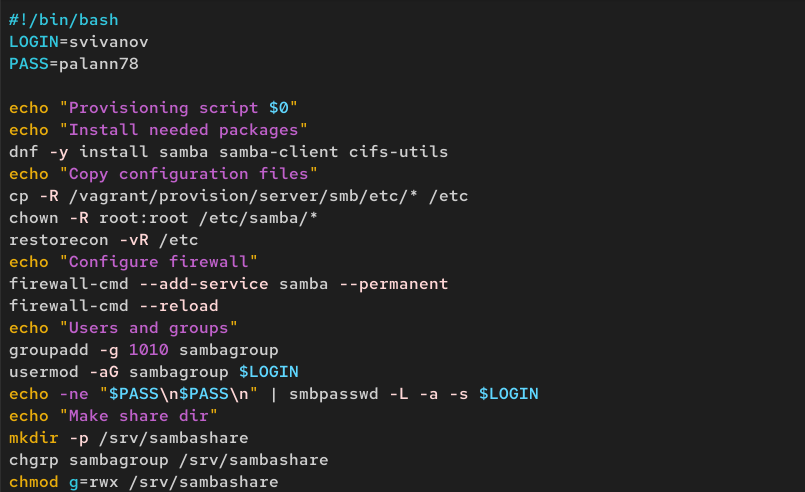 #!/bin/bash
LOGIN=svivanov
PASS=palann78

echo "Provisioning script $0"
echo "Install needed packages"
dnf -y install samba samba-client cifs-utils
echo "Copy configuration files"
cp -R /vagrant/provision/server/smb/etc/* /etc
chown -R root:root /etc/samba/*
restorecon -vR /etc
echo "Configure firewall"
firewall-cmd --add-service samba --permanent
firewall-cmd --reload
echo "Users and groups"
groupadd -g 1010 sambagroup
usermod -aG sambagroup $LOGIN
echo -ne "$PASS\n$PASS\n" | smbpasswd -L -a -s $LOGIN
echo "Make share dir"
mkdir -p /srv/sambashare
chgrp sambagroup /srv/sambashare
chmod g=rwx /srv/sambashare